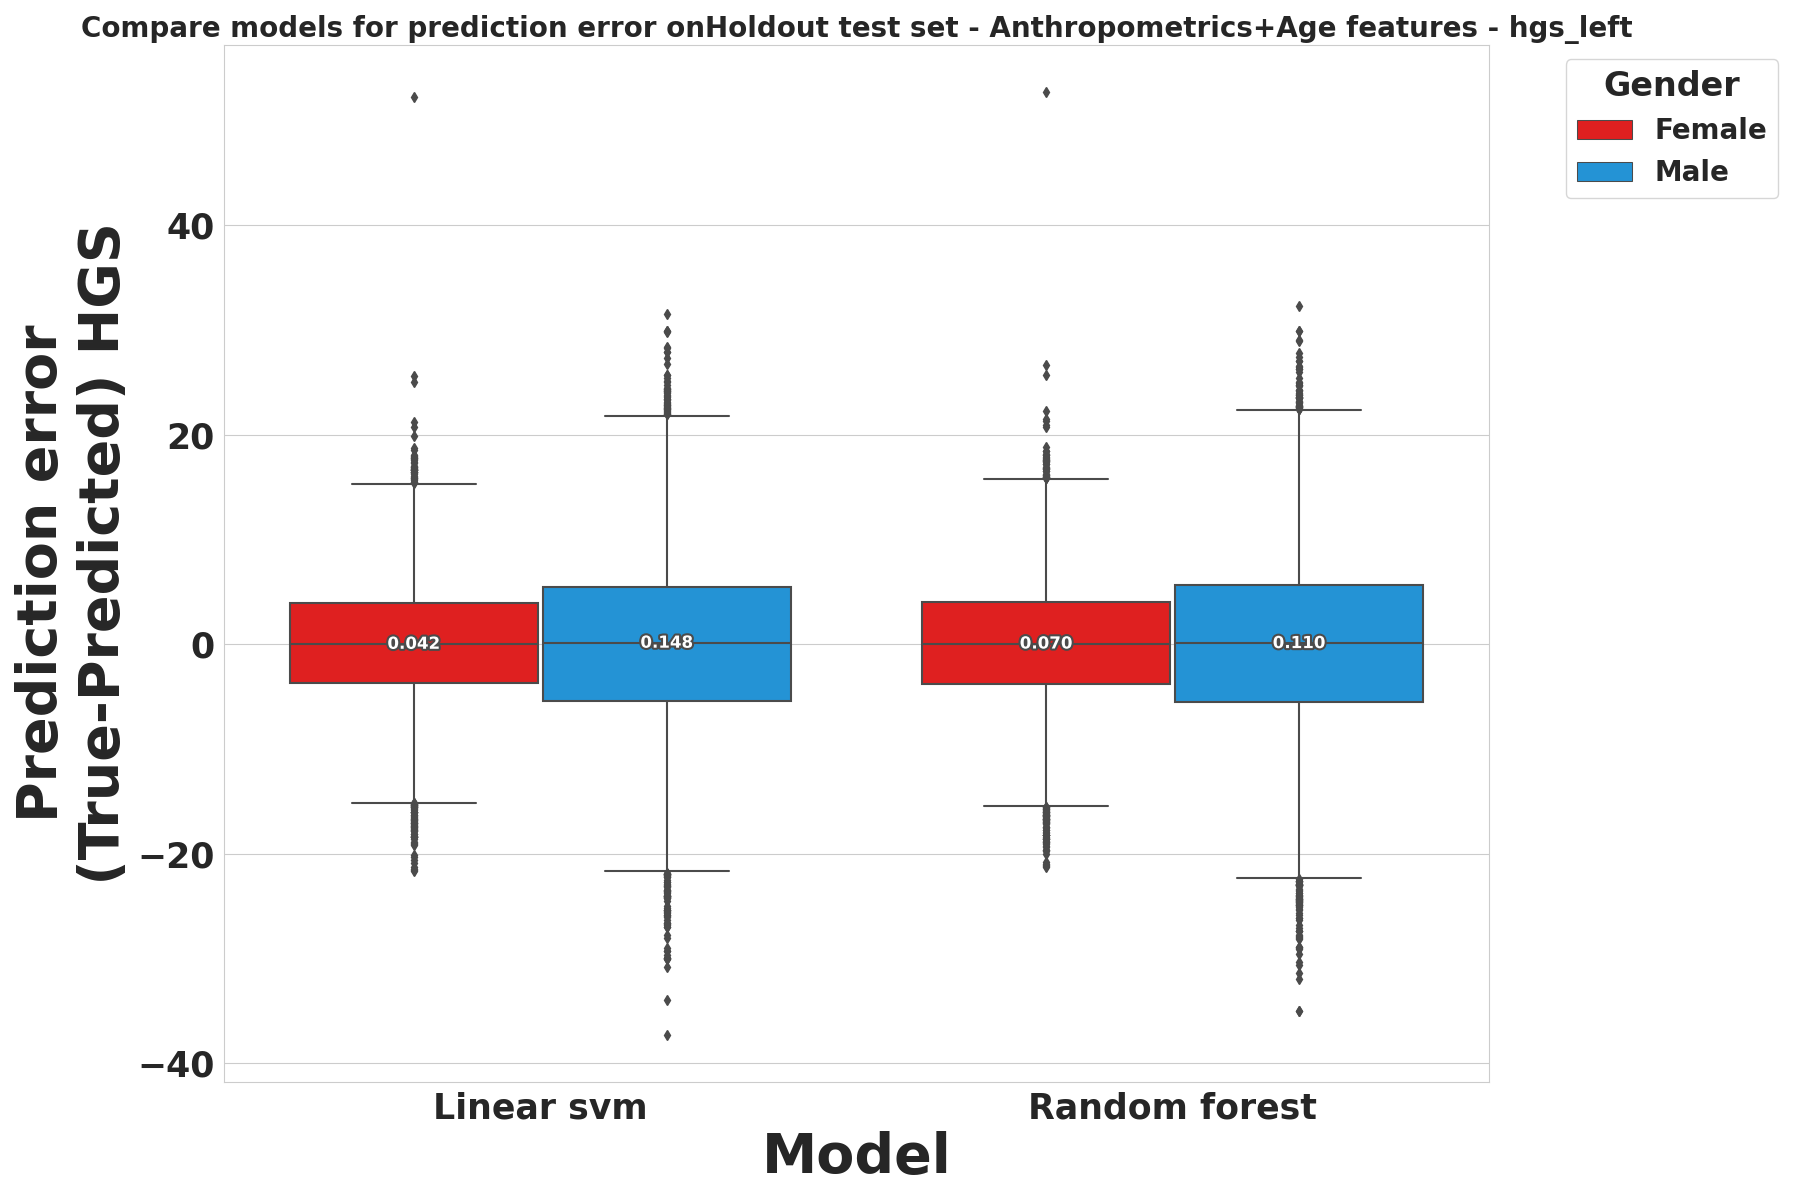 Compare models for prediction error onHoldout test set - Anthropometrics+Age features - hgs_left
Gender
Female
Male
Prediction error
(True-Predicted) HGS
40
20
0
−20
−40
0.042
0.148
0.070
0.110
Linear svm
Random forest
Model